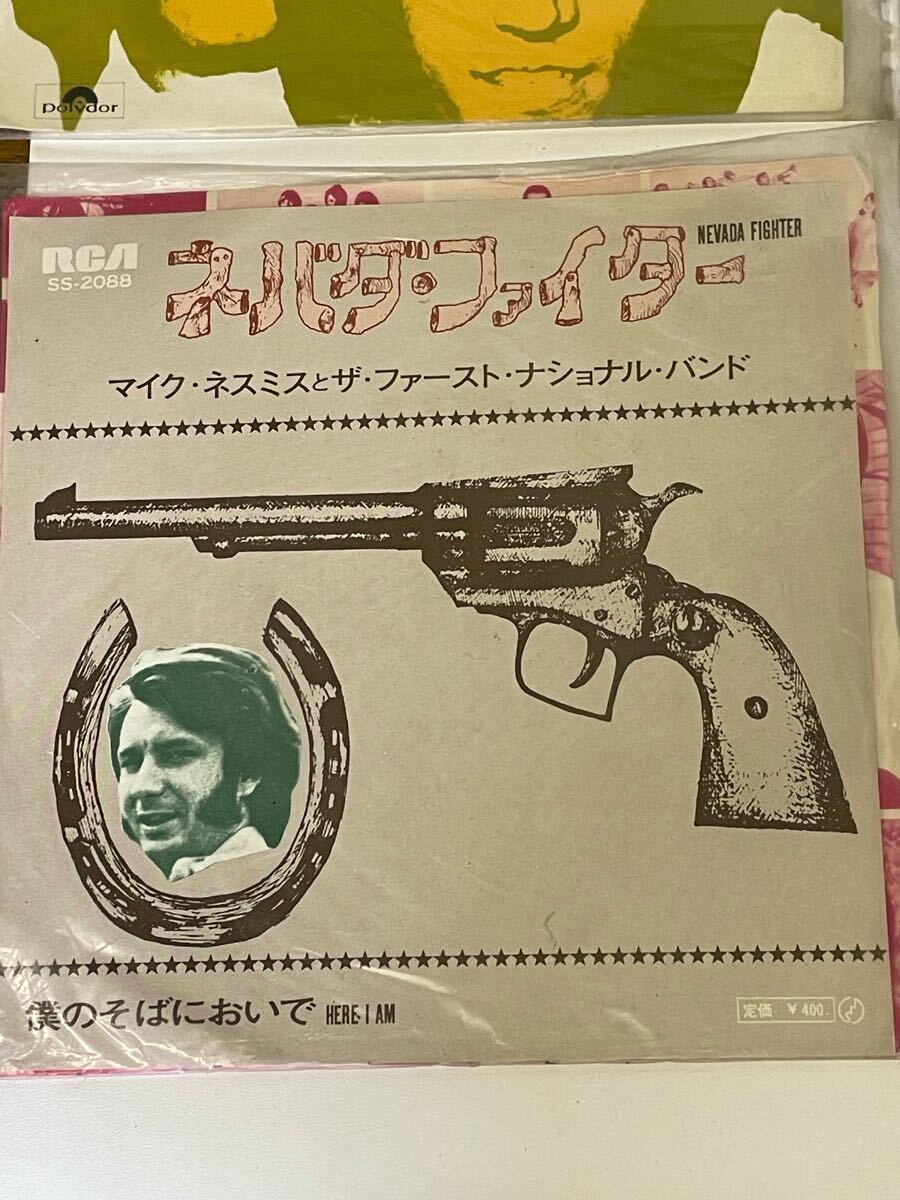 polydor
RCA
SS-2088
ネバダ・ファイター
NEVADA FIGHTER
マイク・ネスミスとザ・ファースト・ナショナル・バンド
僕のそばにおいで HERE I AM
定価 ¥400.